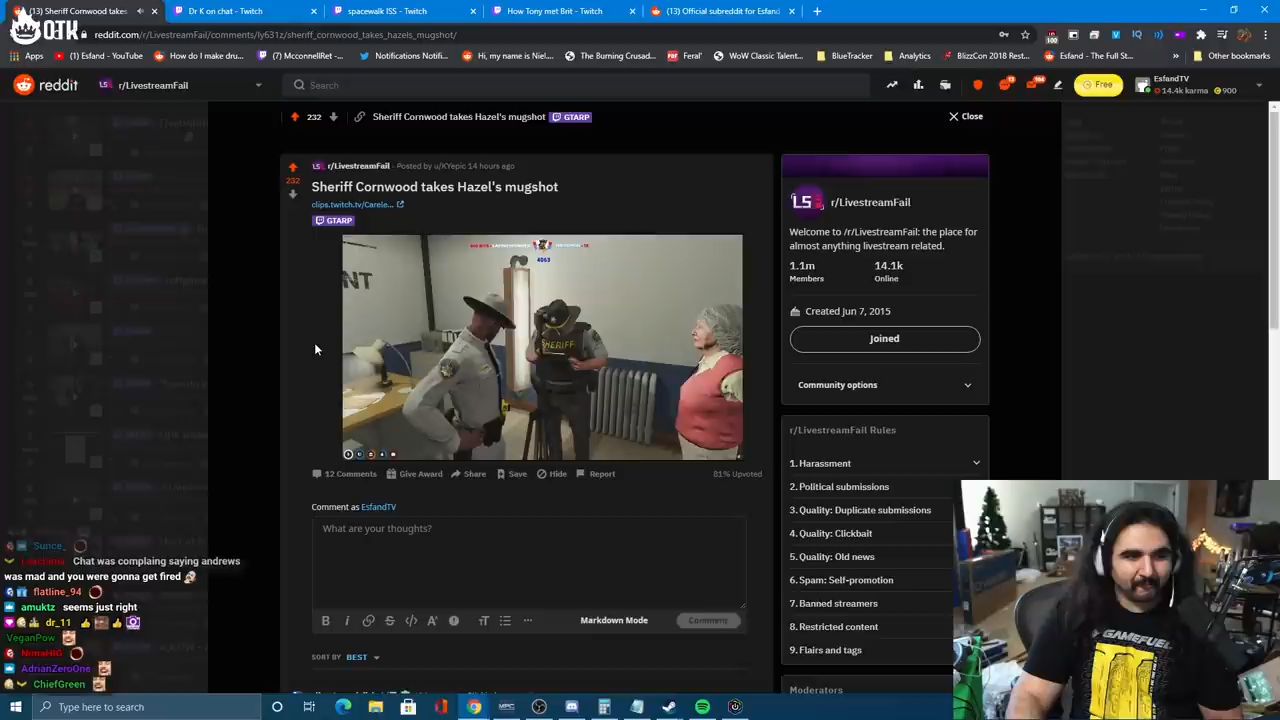 (13) Sheriff Cornwood takes
Dr K on chat - Twitch
spacewalk ISS - Twitch
How Tony met Brit - Twitch
(13) Official subreddit for Esfand
OTK
reddit.com/r/LivestreamFail/comments/ly631z/sheriff_cornwood_takes_hazels_mugshot/
Apps
(1) Esfand - YouTube
How do I make dru...
(7) McconnellRet - ...
Notifications Notifi...
Hi, my name is Niel...
The Burning Crusad...
Feral'
WoW Classic Talent...
BlueTracker
Analytics
BlizzCon 2018 Rest...
Esfand - The Full St...
Other bookmarks
reddit
r/LivestreamFail
Search
Free
EsfandTV
14.4k karma
900
232
Sheriff Cornwood takes Hazel's mugshot
GTARP
Close
r/LivestreamFail · Posted by u/KYepic 14 hours ago
232
Sheriff Cornwood takes Hazel's mugshot
clips.twitch.tv/Carele...
GTARP
4063
NT
SHERIFF
12 Comments
Give Award
Share
Save
Hide
Report
81% Upvoted
Comment as EsfandTV
What are your thoughts?
Markdown Mode
Comment
SORT BY BEST
LS
r/LivestreamFail
Welcome to /r/LivestreamFail: the place for
almost anything livestream related.
1.1m
14.1k
Members
Online
Created Jun 7, 2015
Joined
Community options
r/LivestreamFail Rules
1. Harassment
2. Political submissions
3. Quality: Duplicate submissions
4. Quality: Clickbait
5. Quality: Old news
6. Spam: Self-promotion
7. Banned streamers
8. Restricted content
9. Flairs and tags
Moderators
Chat was complaing saying andrews
was mad and you were gonna get fired
flatline_94
amuktz seems just right
dr_11
VeganPow
AdrianZeroOne
ChiefGreen
GAMEFUEL
Type here to search